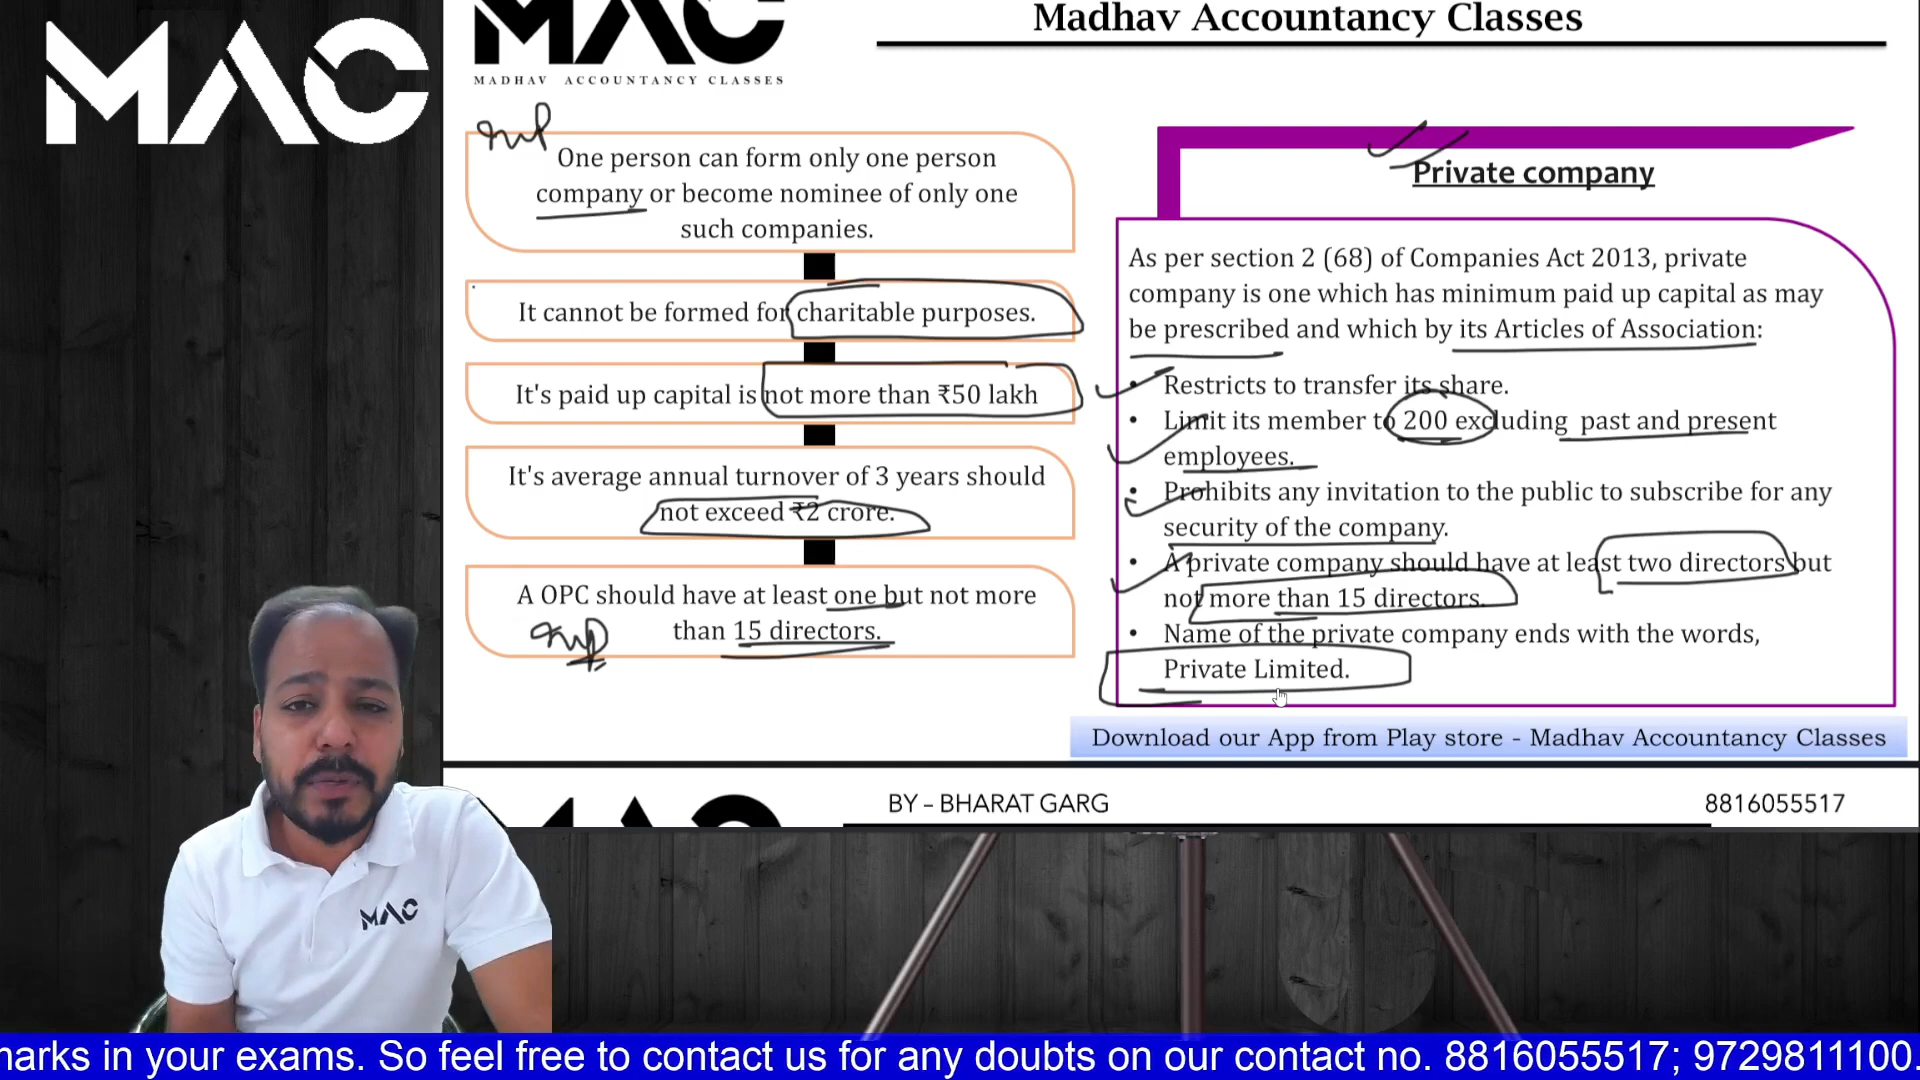 MAC
MAC
MADHAV ACCOUNTANCY CLASSES
Madhav Accountancy Classes
Imp
One person can form only one person
company or become nominee of only one
such companies.
It cannot be formed for charitable purposes.
It's paid up capital is not more than ₹50 lakh
It's average annual turnover of 3 years should
not exceed ₹2 crore.
A OPC should have at least one but not more
than 15 directors.
Imp
Private company
As per section 2 (68) of Companies Act 2013, private
company is one which has minimum paid up capital as may
be prescribed and which by its Articles of Association:
• Restricts to transfer its share.
• Limit its member to 200 excluding past and present
employees.
• Prohibits any invitation to the public to subscribe for any
security of the company.
• A private company should have at least two directors but
not more than 15 directors.
• Name of the private company ends with the words,
Private Limited.
Download our App from Play store - Madhav Accountancy Classes
BY – BHARAT GARG
8816055517
MAC
marks in your exams. So feel free to contact us for any doubts on our contact no. 8816055517; 9729811100.